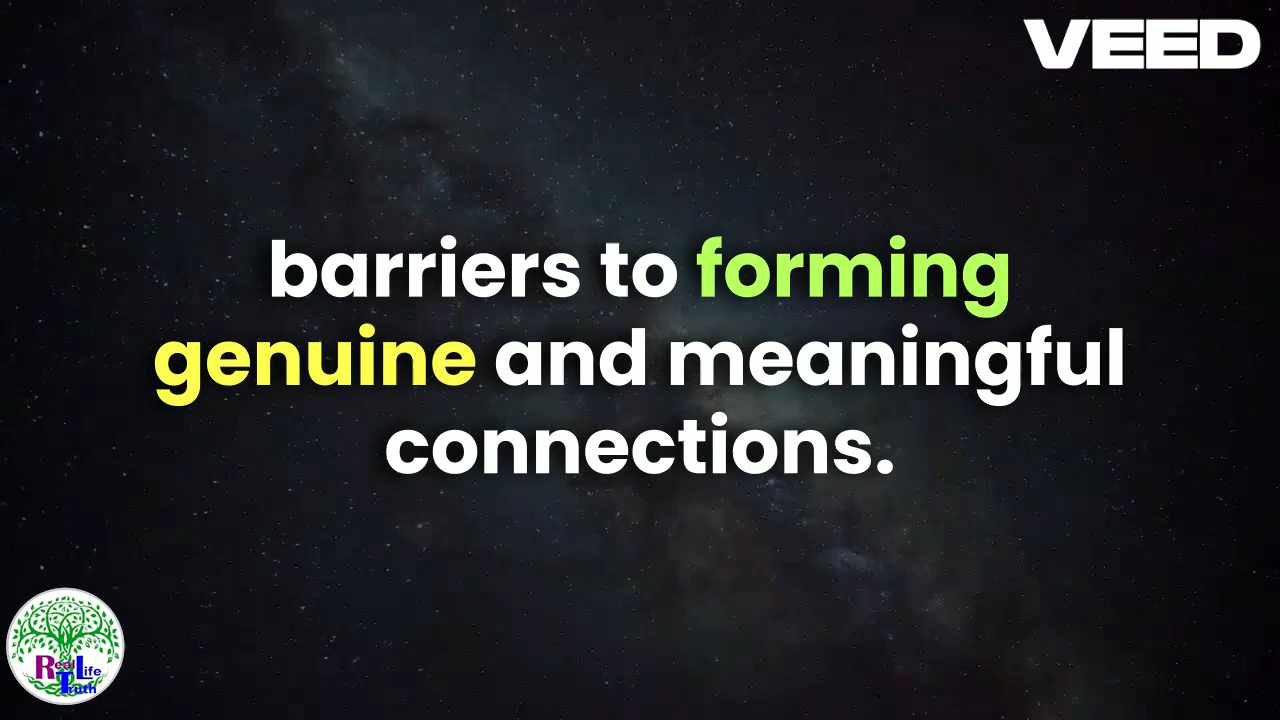 VEED
barriers to forming
genuine and meaningful
connections.
Real Life
Truth